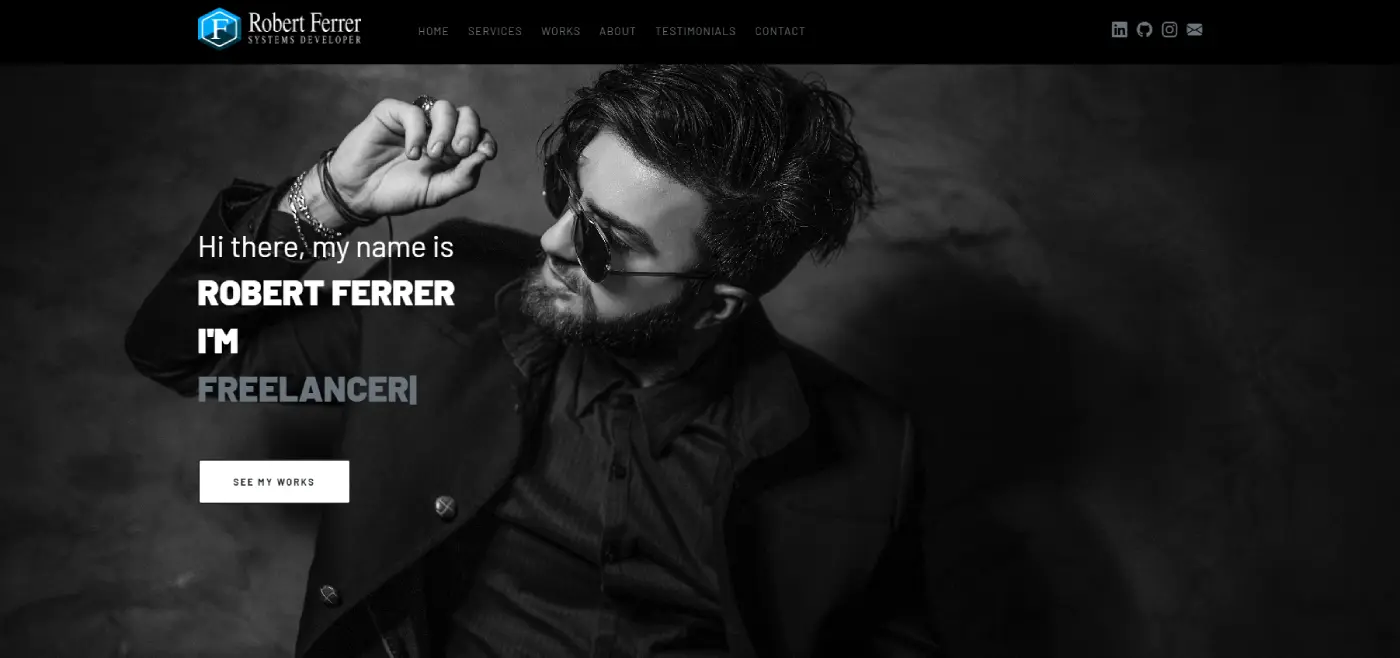 F
Robert Ferrer
SYSTEMS DEVELOPER
HOME SERVICES WORKS ABOUT TESTIMONIALS CONTACT
in
Hi there, my name is
ROBERT FERRER
I'M
FREELANCER|
SEE MY WORKS